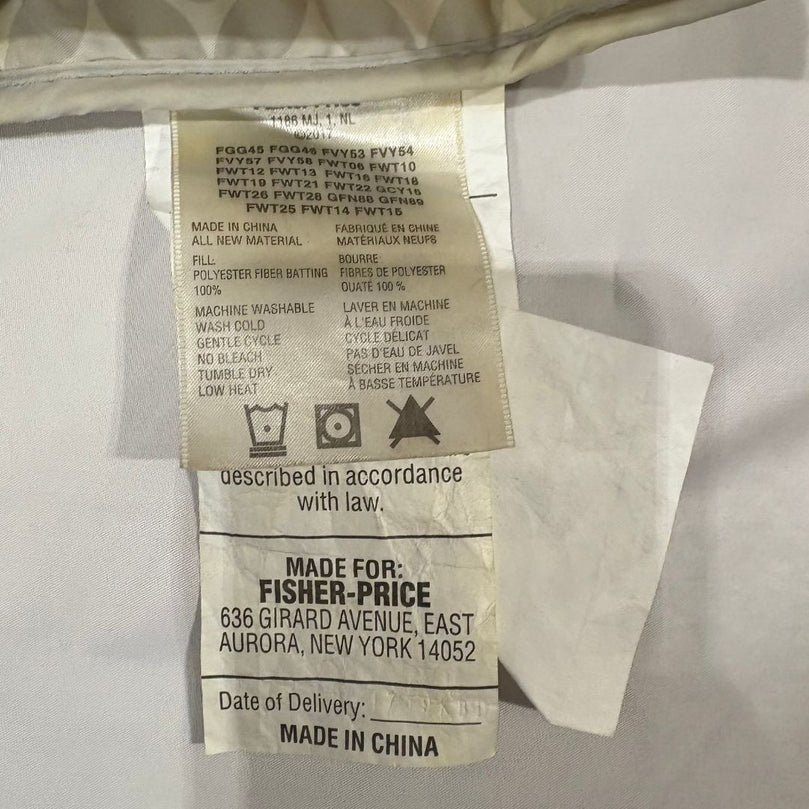 1186 MJ, 1, NL
©2017
FGG45 FGG46 FVY53 FVY54
FVY57 FVY58 FWT06 FWT10
FWT12 FWT13 FWT16 FWT18
FWT19 FWT21 FWT22 GCY15
FWT26 FWT28 GFN88 GFN89
FWT25 FWT14 FWT15
MADE IN CHINA
ALL NEW MATERIAL
FILL:
POLYESTER FIBER BATTING
100%
MACHINE WASHABLE
WASH COLD
GENTLE CYCLE
NO BLEACH
TUMBLE DRY
LOW HEAT
FABRIQUÉ EN CHINE
MATÉRIAUX NEUFS
BOURRE:
FIBRES DE POLYESTER
OUATÉ 100 %
LAVER EN MACHINE
À L'EAU FROIDE
CYCLE DÉLICAT
PAS D'EAU DE JAVEL
SÉCHER EN MACHINE
À BASSE TEMPÉRATURE
described in accordance
with law.
MADE FOR:
FISHER-PRICE
636 GIRARD AVENUE, EAST
AURORA, NEW YORK 14052
Date of Delivery:
MADE IN CHINA